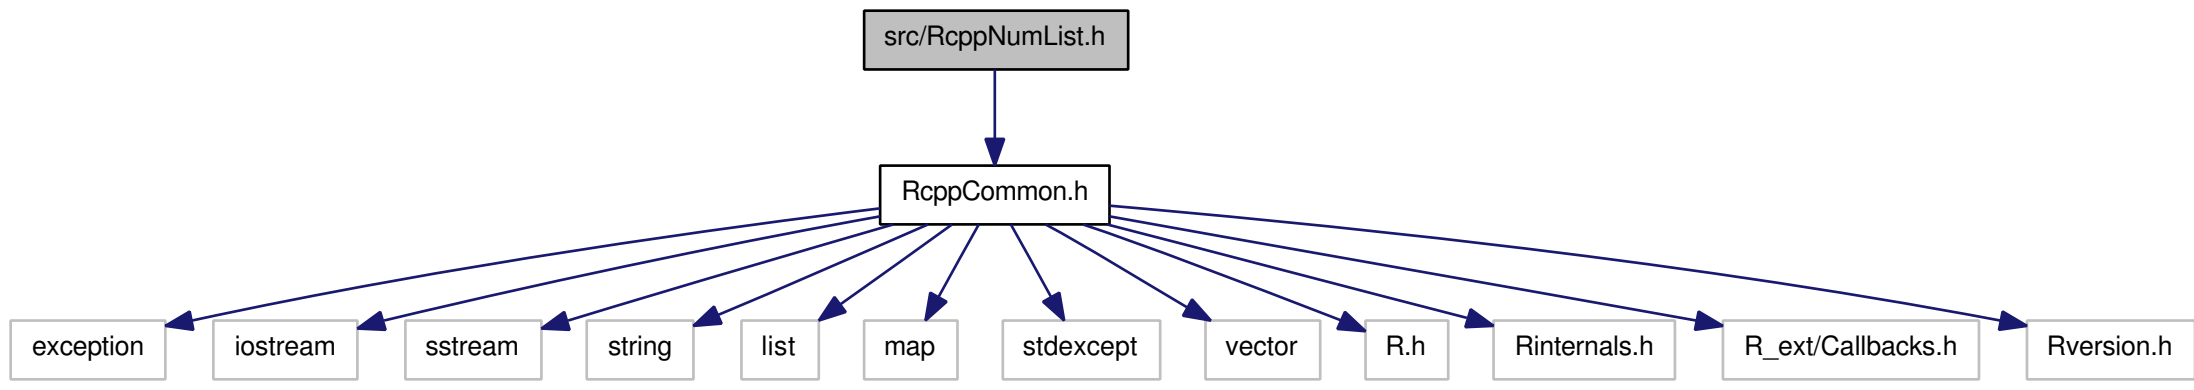 src/RcppNumList.h
RcppCommon.h
exception
iostream
sstream
string
list
map
stdexcept
vector
R.h
Rinternals.h
R_ext/Callbacks.h
Rversion.h